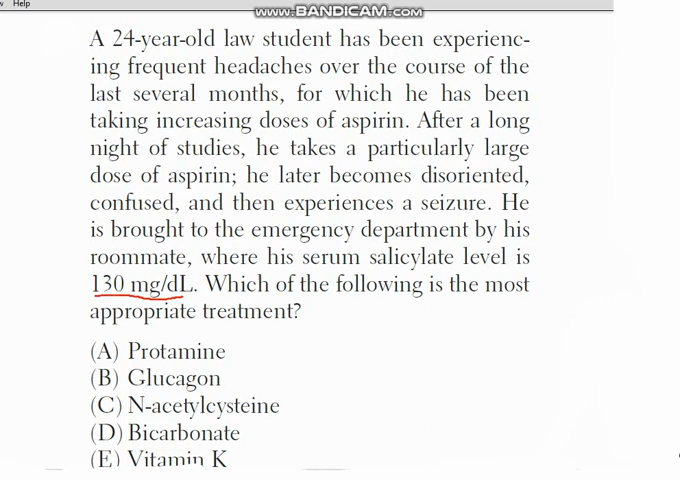 Help
www.BANDICAM.com
A 24-year-old law student has been experienc-
ing frequent headaches over the course of the
last several months, for which he has been
taking increasing doses of aspirin. After a long
night of studies, he takes a particularly large
dose of aspirin; he later becomes disoriented,
confused, and then experiences a seizure. He
is brought to the emergency department by his
roommate, where his serum salicylate level is
130 mg/dL. Which of the following is the most
appropriate treatment?
(A) Protamine
(B) Glucagon
(C) N-acetylcysteine
(D) Bicarbonate
(E) Vitamin K